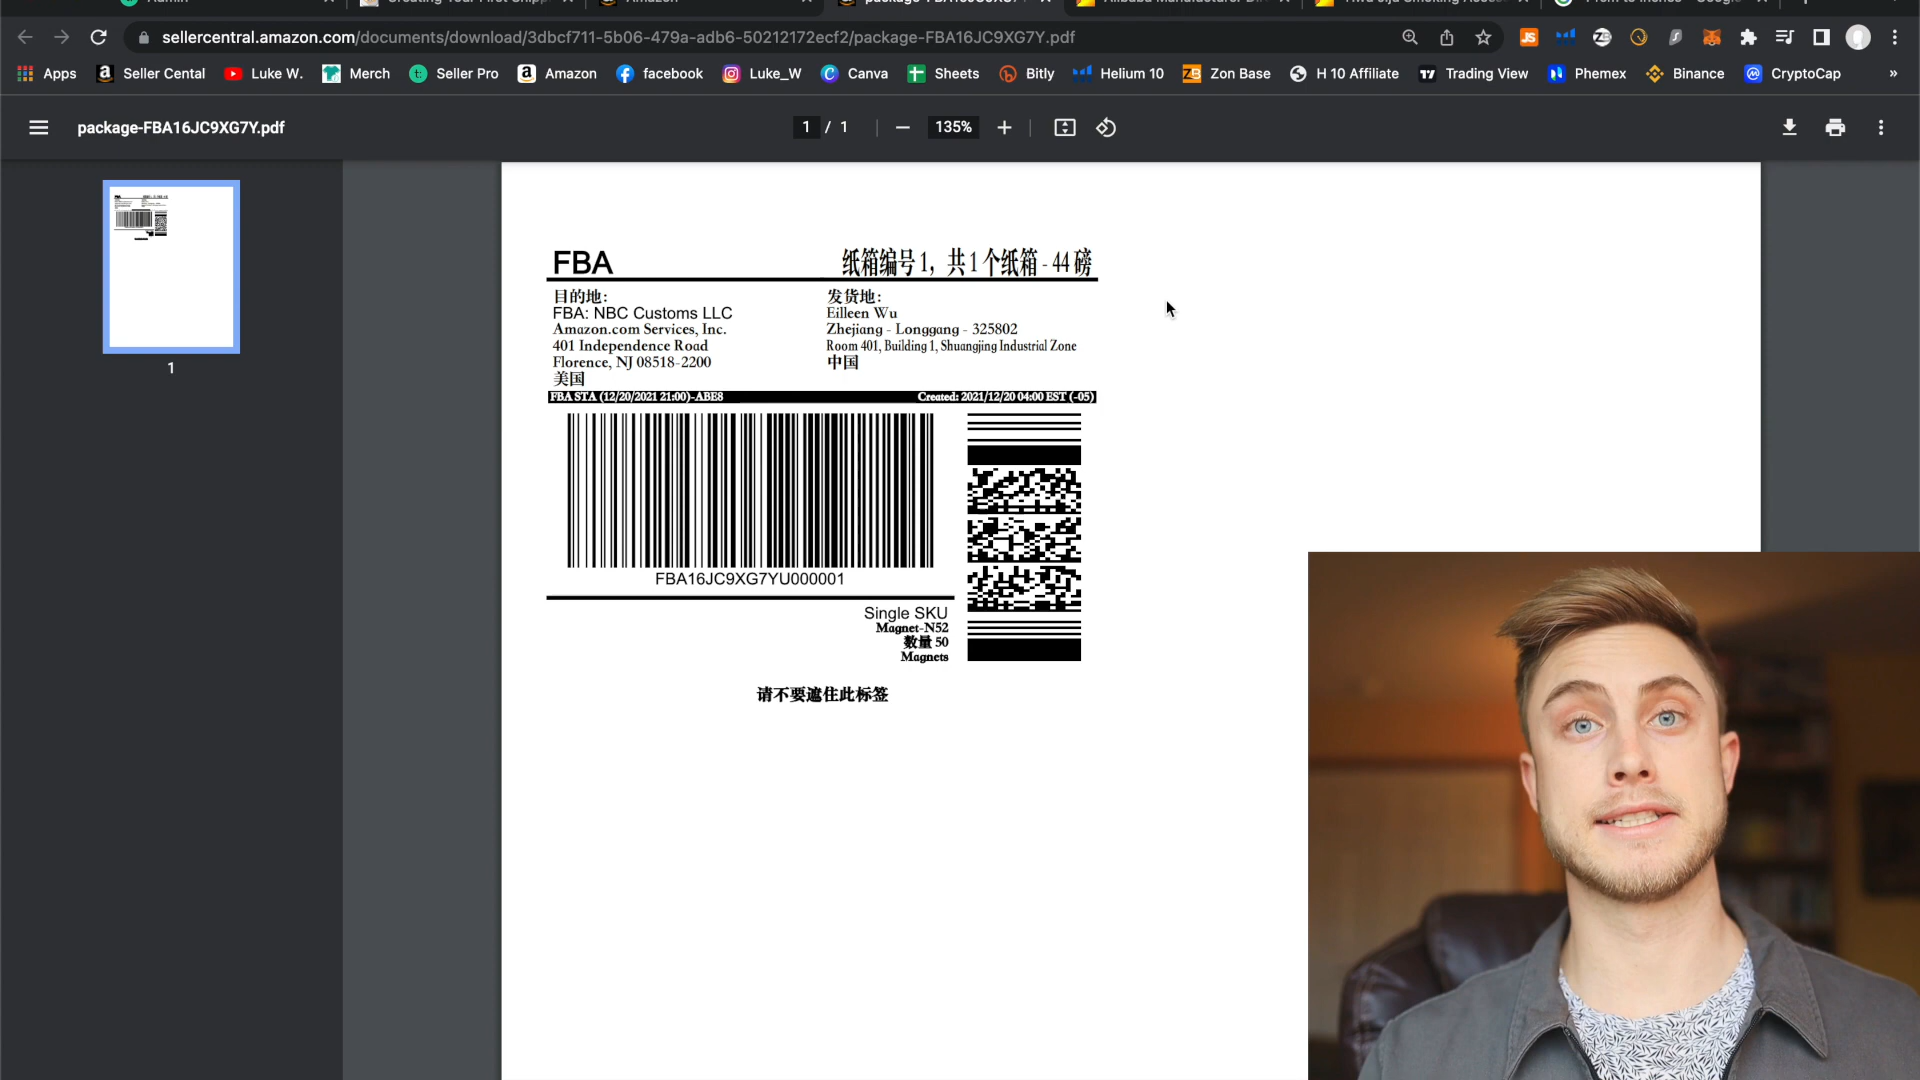 Admin
Amazon
sellercentral.amazon.com/documents/download/3dbcf711-5b06-479a-adb6-50212172ecf2/package-FBA16JC9XG7Y.pdf
Apps Seller Cental Luke W. Merch Seller Pro Amazon facebook Luke_W Canva Sheets Bitly Helium 10 Zon Base H 10 Affiliate Trading View Phemex Binance CryptoCap »
package-FBA16JC9XG7Y.pdf
1 / 1 135%
1
FBA
纸箱编号 1，共 1 个纸箱 - 44 磅
目的地:
FBA: NBC Customs LLC
Amazon.com Services, Inc.
401 Independence Road
Florence, NJ 08518-2200
美国
发货地:
Eilleen Wu
Zhejiang - Longgang - 325802
Room 401, Building 1, Shuangjing Industrial Zone
中国
FBA STA (12/20/2021 21:00)-ABE8
Created: 2021/12/20 04:00 EST (-05)
FBA16JC9XG7YU000001
Single SKU
Magnet-N52
数量 50
Magnets
请不要遮住此标签